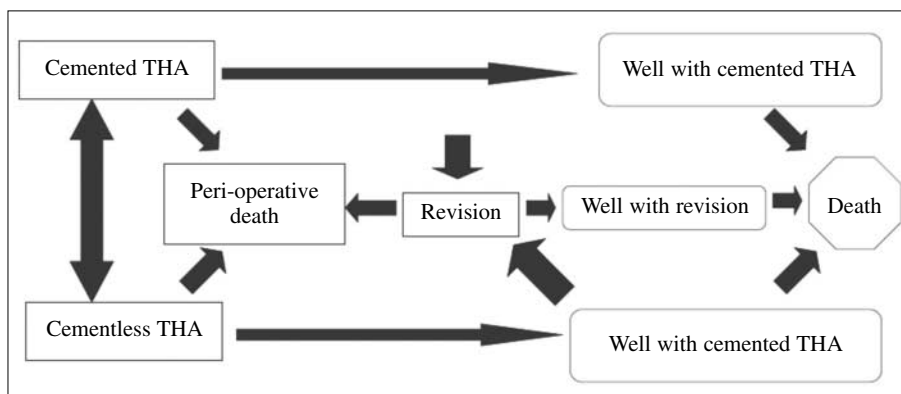 Cemented THA
Well with cemented THA
Peri-operative
death
Revision
Well with revision
Death
Cementless THA
Well with cemented THA